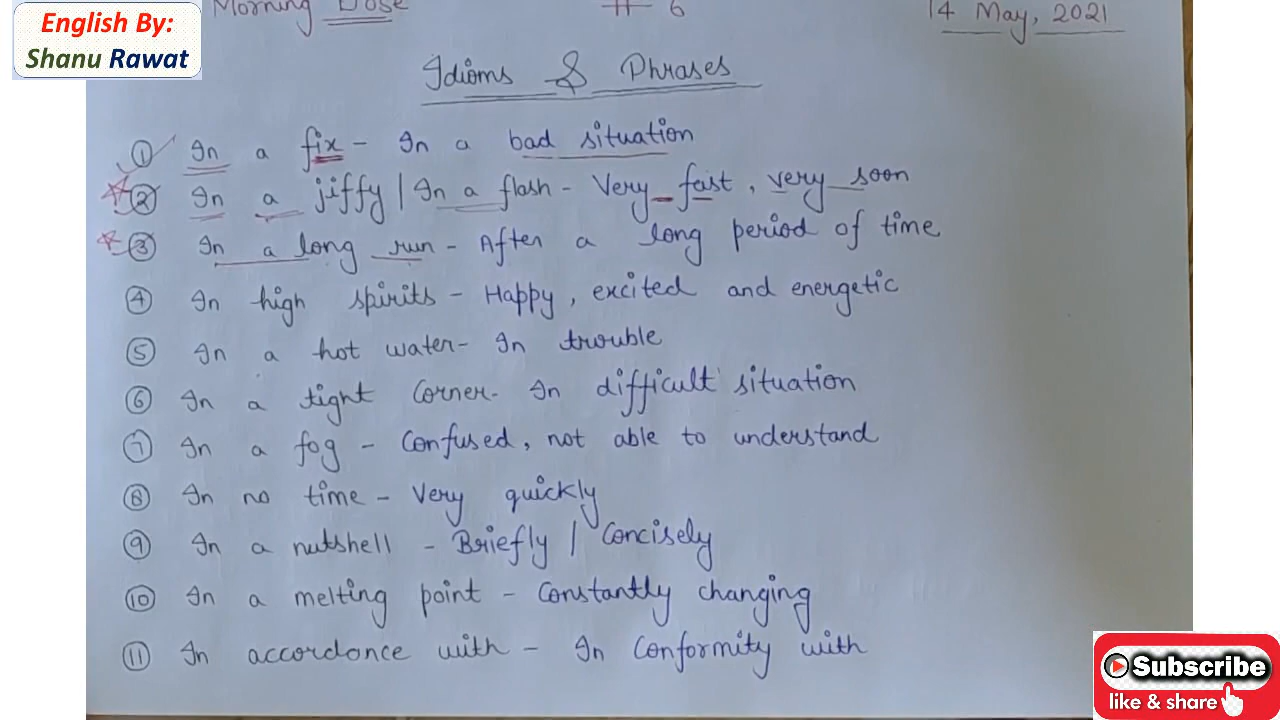 English By:
Shanu Rawat
Morning Dose # 6 14 May, 2021
Idioms & Phrases
① In a fix - In a bad situation
② In a jiffy / In a flash - Very fast, very soon
③ In a long run - After a long period of time
④ In high spirits - Happy, excited and energetic
⑤ In a hot water - In trouble
⑥ In a tight corner - In difficult situation
⑦ In a fog - Confused, not able to understand
⑧ In no time - Very quickly
⑨ In a nutshell - Briefly / Concisely
⑩ In a melting point - Constantly changing
⑪ In accordance with - In Conformity with
Subscribe
like & share